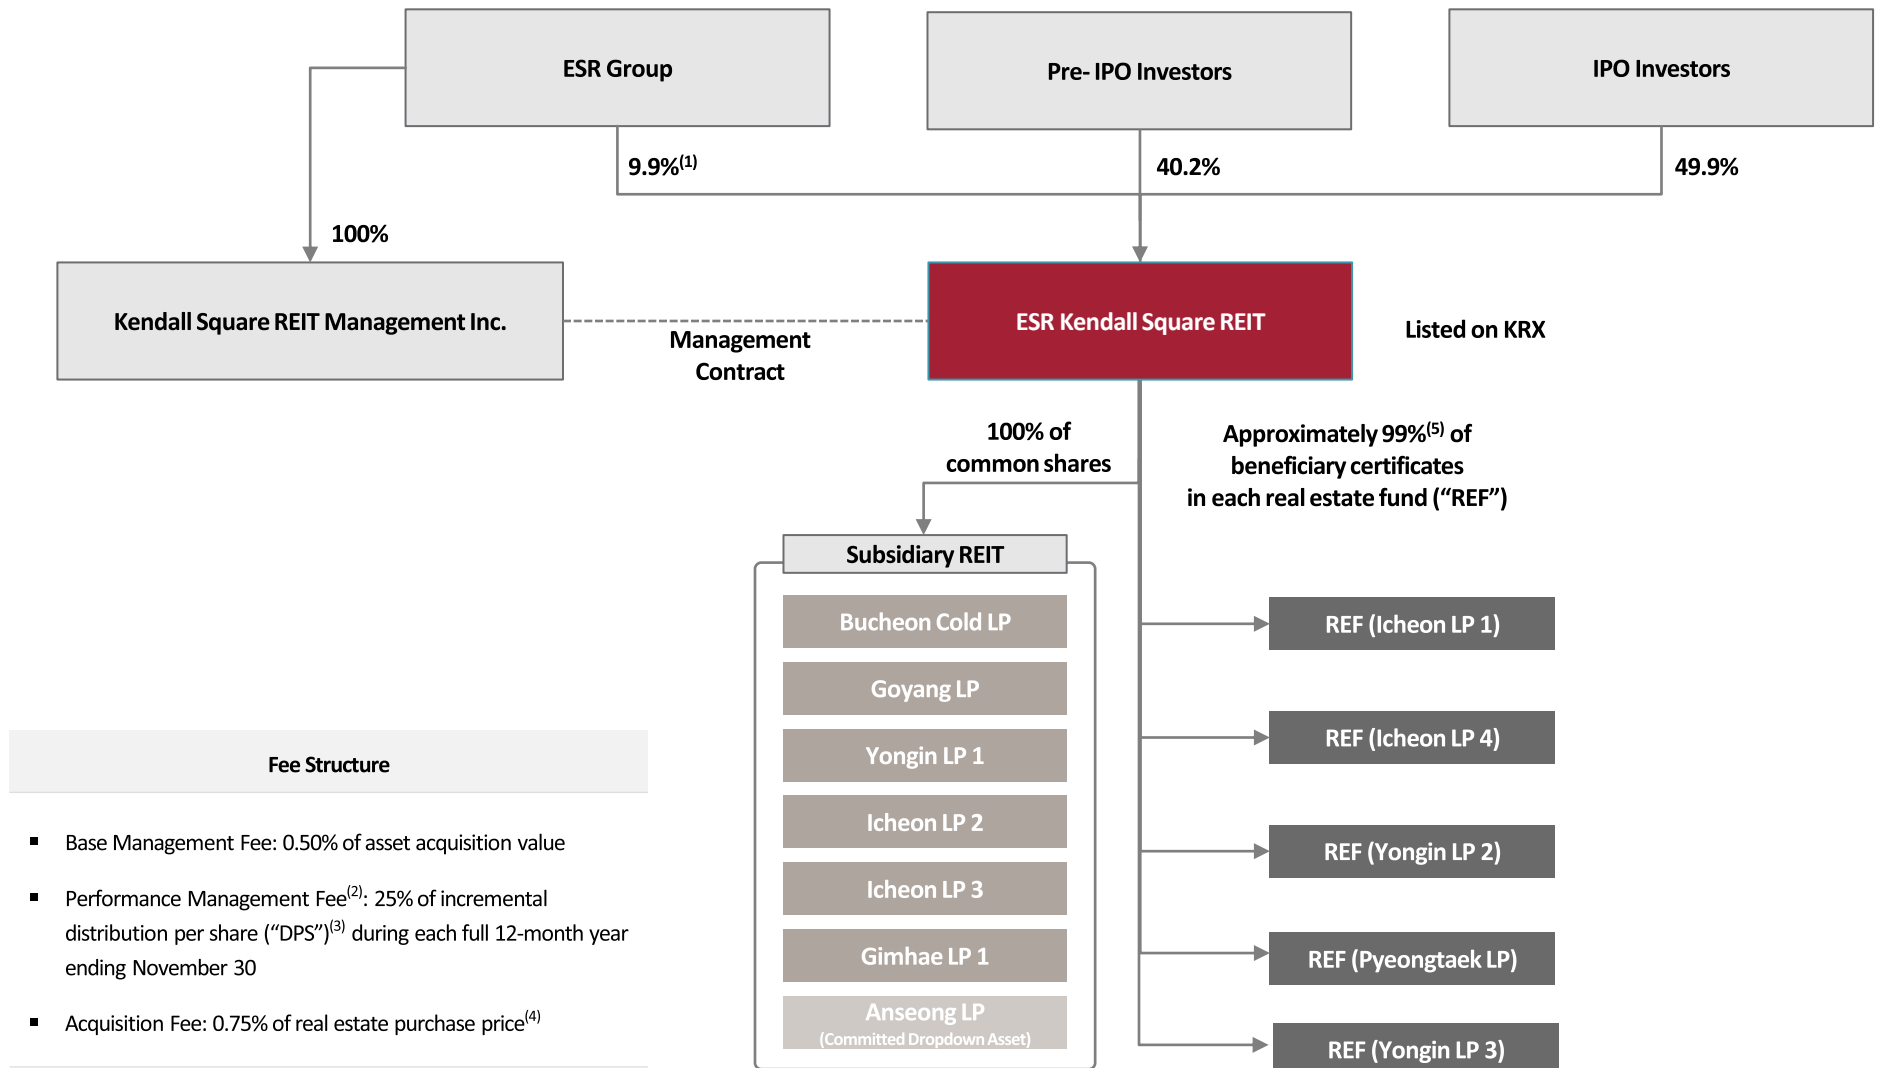 ESR Group
Pre- IPO Investors
IPO Investors
9.9%(1)
40.2%
49.9%
100%
Kendall Square REIT Management Inc.
Management
Contract
ESR Kendall Square REIT
Listed on KRX
100% of
common shares
Approximately 99%(5) of
beneficiary certificates
in each real estate fund (“REF”)
Subsidiary REIT
Bucheon Cold LP
Goyang LP
Yongin LP 1
Icheon LP 2
Icheon LP 3
Gimhae LP 1
Anseong LP
(Committed Dropdown Asset)
REF (Icheon LP 1)
REF (Icheon LP 4)
REF (Yongin LP 2)
REF (Pyeongtaek LP)
REF (Yongin LP 3)
Fee Structure
▪ Base Management Fee: 0.50% of asset acquisition value
▪ Performance Management Fee(2): 25% of incremental
distribution per share (“DPS”)(3) during each full 12-month year
ending November 30
▪ Acquisition Fee: 0.75% of real estate purchase price(4)